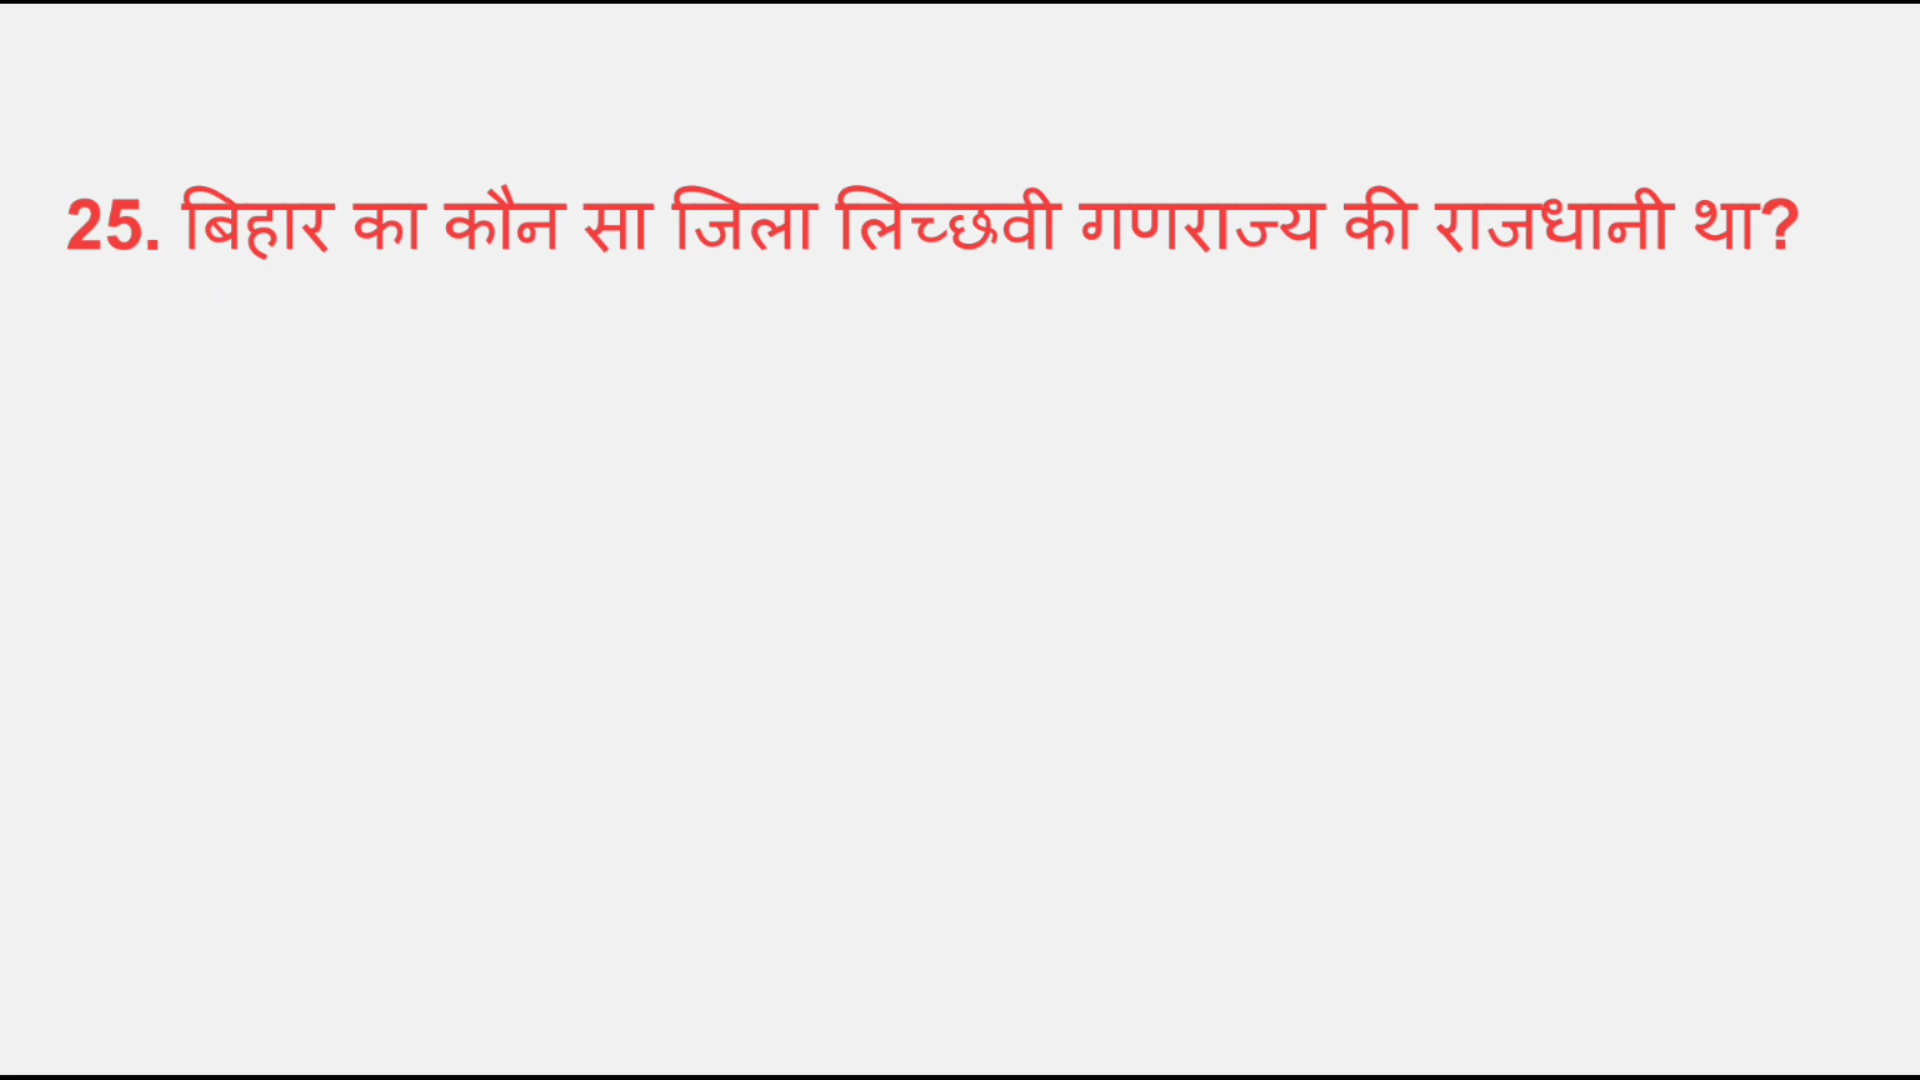 25. बिहार का कौन सा जिला लिच्छवी गणराज्य की राजधानी था?